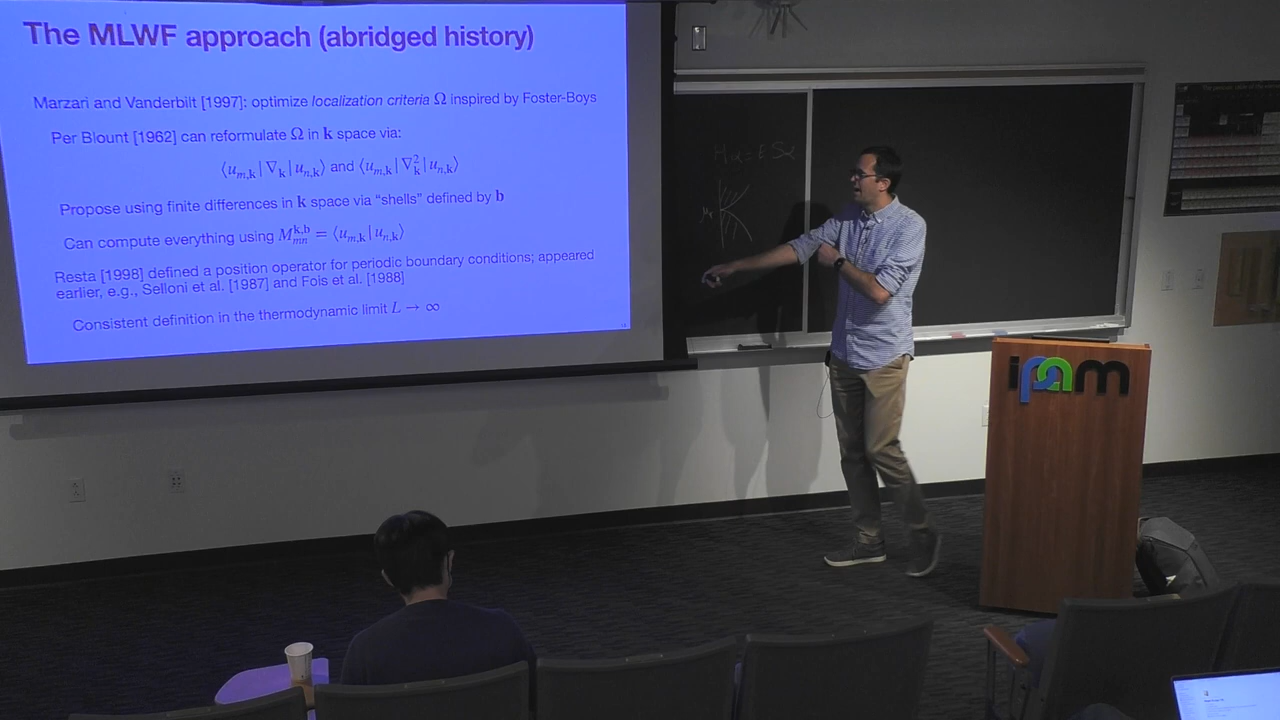 The MLWF approach (abridged history)
Marzari and Vanderbilt [1997]: optimize localization criteria Ω inspired by Foster-Boys
Per Blount [1962] can reformulate Ω in k space via:
⟨u_{m,k}|∇_k|u_{n,k}⟩ and ⟨u_{m,k}|∇²_k|u_{n,k}⟩
Propose using finite differences in k space via "shells" defined by b
Can compute everything using M^{k,b}_{mn} = ⟨u_{m,k}|u_{n,k}⟩
Resta [1998] defined a position operator for periodic boundary conditions; appeared
earlier, e.g., Selloni et al. [1987] and Fois et al. [1988]
Consistent definition in the thermodynamic limit L → ∞
ipam